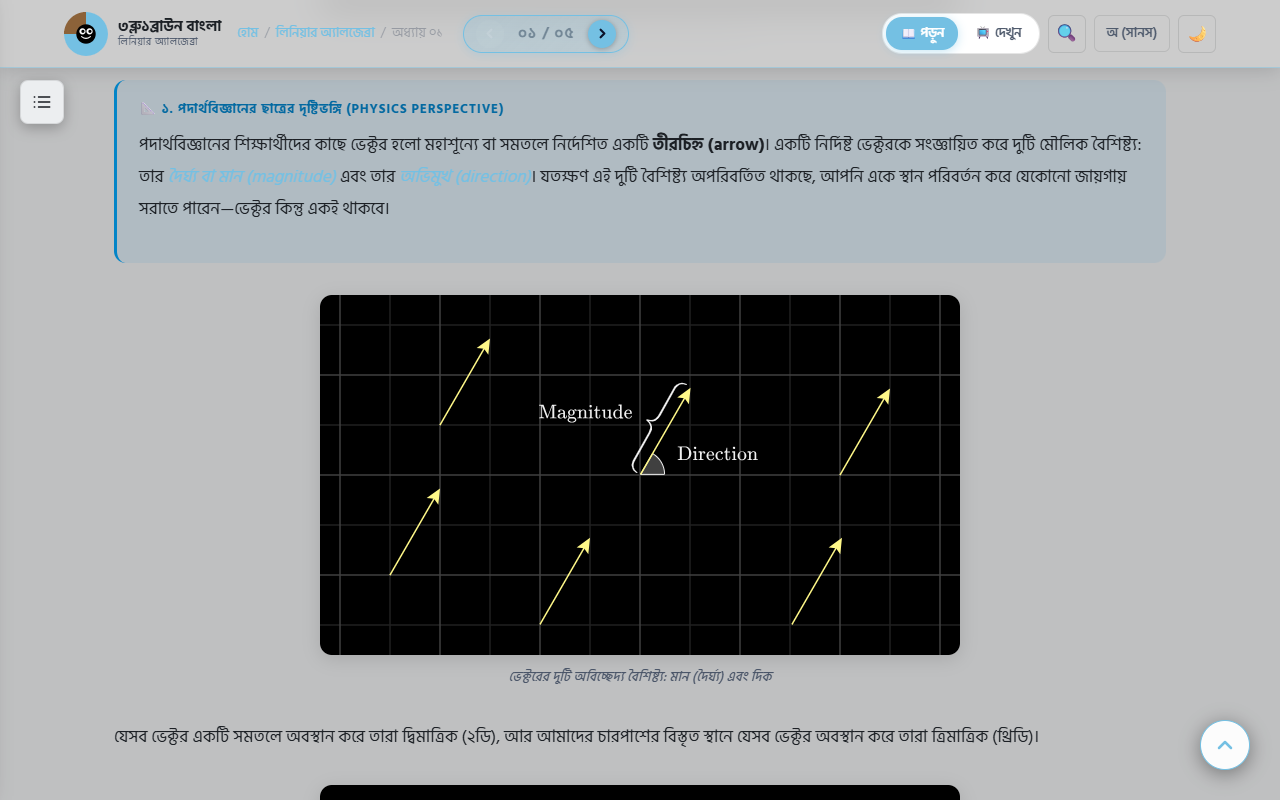 ৩ব্লু১ব্রাউন বাংলা
লিনিয়ার অ্যালজেব্রা
হোম / লিনিয়ার অ্যালজেব্রা / অধ্যায় ০১
০১ / ০৫
পড়ুন
দেখুন
অ (সানস)
১. পদার্থবিজ্ঞানের ছাত্রের দৃষ্টিভঙ্গি (PHYSICS PERSPECTIVE)
পদার্থবিজ্ঞানের শিক্ষার্থীদের কাছে ভেক্টর হলো মহাশূন্যে বা সমতলে নির্দেশিত একটি তীরচিহ্ন (arrow)। একটি নির্দিষ্ট ভেক্টরকে সংজ্ঞায়িত করে দুটি মৌলিক বৈশিষ্ট্য:
তার দৈর্ঘ্য বা মান (magnitude) এবং তার অভিমুখ (direction)। যতক্ষণ এই দুটি বৈশিষ্ট্য অপরিবর্তিত থাকছে, আপনি একে স্থান পরিবর্তন করে যেকোনো জায়গায়
সরাতে পারেন—ভেক্টর কিন্তু একই থাকবে।
Magnitude
Direction
ভেক্টরের দুটি অবিচ্ছেদ্য বৈশিষ্ট্য: মান (দৈর্ঘ্য) এবং দিক
যেসব ভেক্টর একটি সমতলে অবস্থান করে তারা দ্বিমাত্রিক (২ডি), আর আমাদের চারপাশের বিস্তৃত স্থানে যেসব ভেক্টর অবস্থান করে তারা ত্রিমাত্রিক (থ্রিডি)।